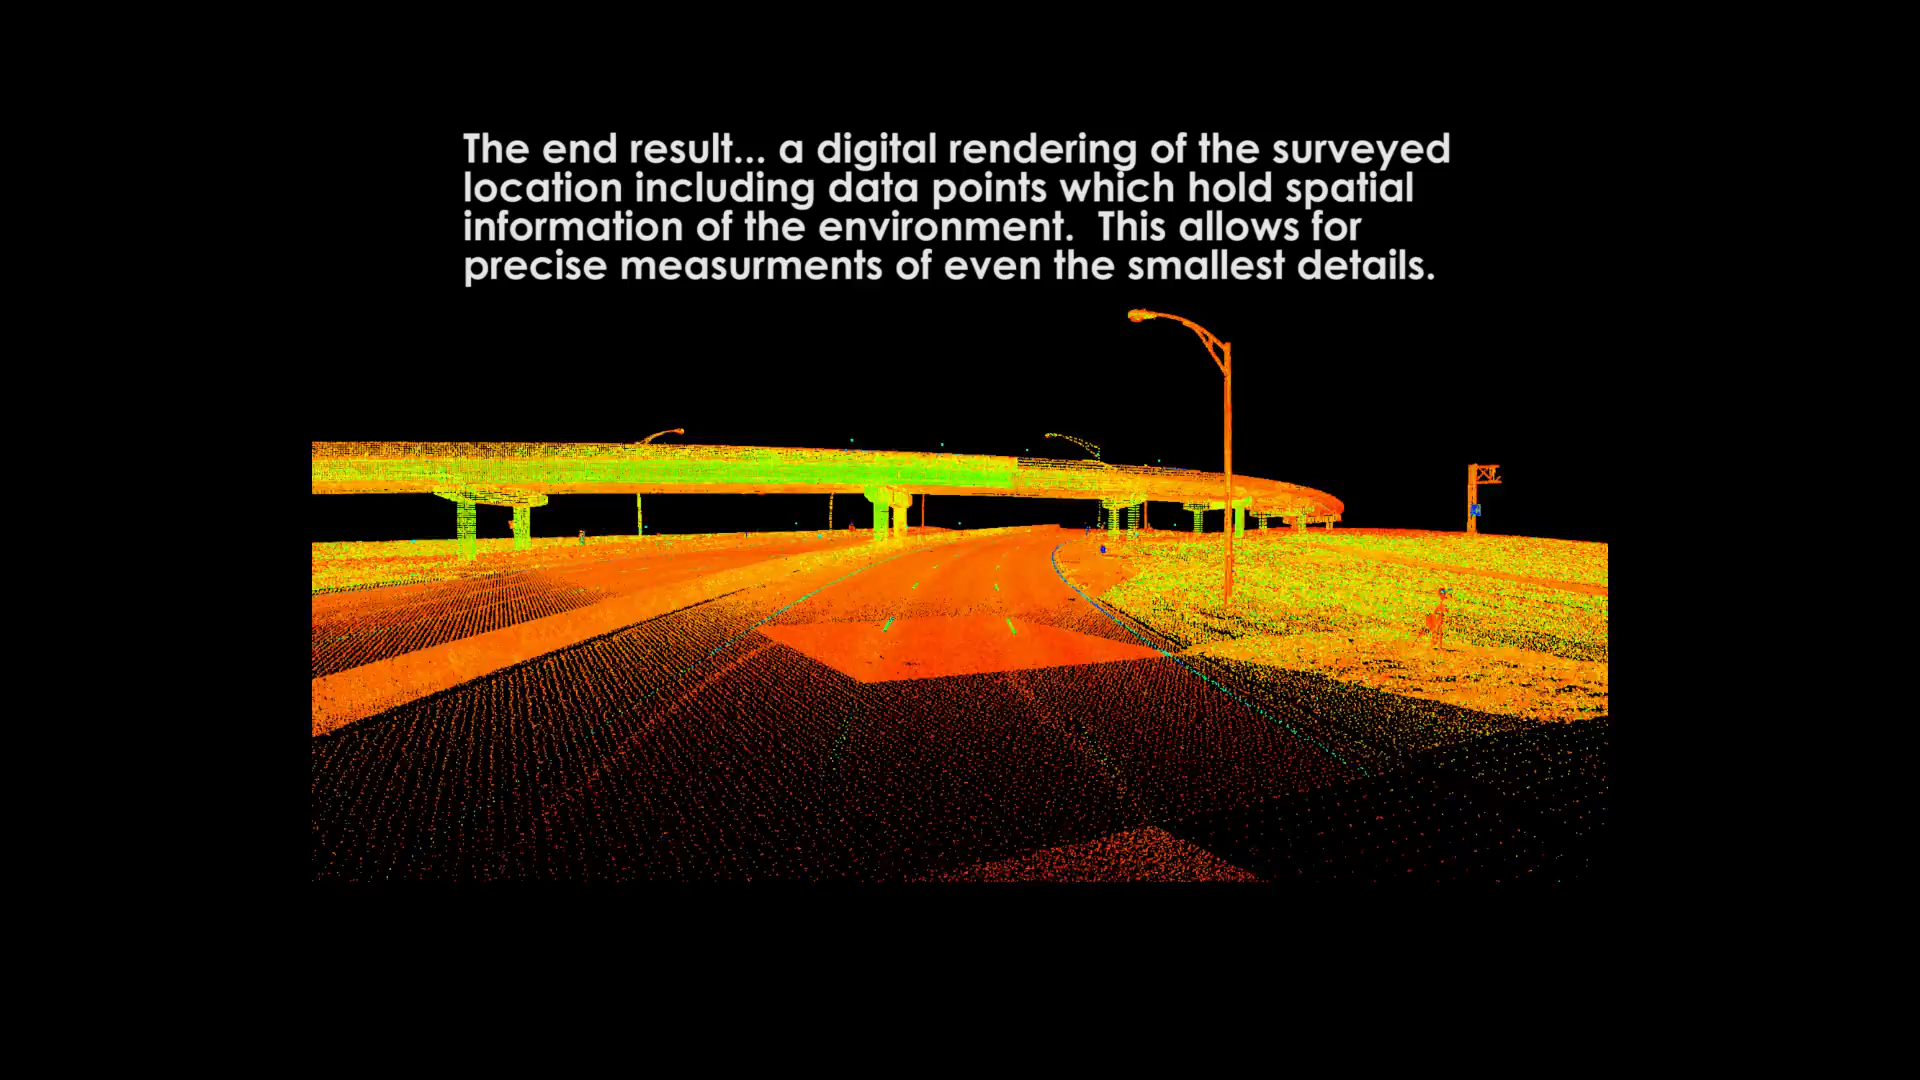 The end result... a digital rendering of the surveyed
location including data points which hold spatial
information of the environment.  This allows for
precise measurments of even the smallest details.